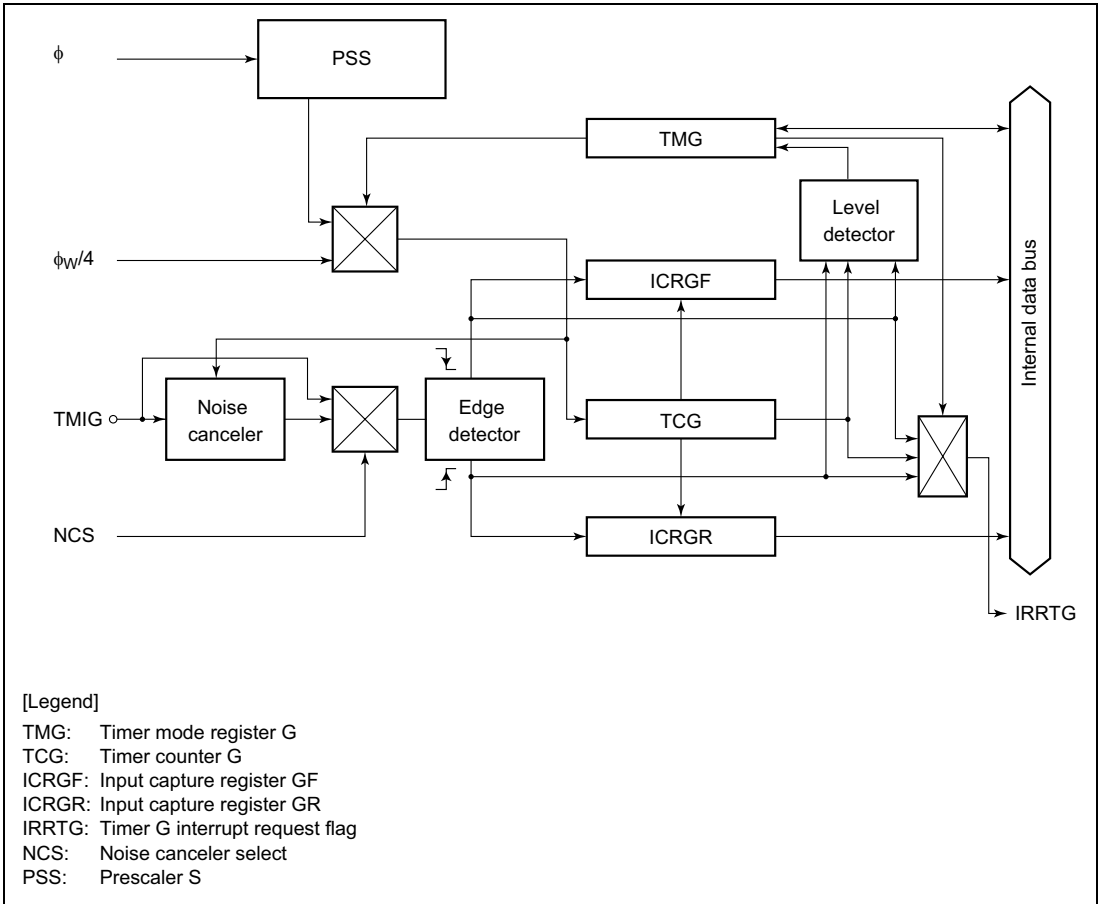 ϕ
PSS
TMG
Level
detector
ϕW/4
ICRGF
Internal data bus
TMIG
Noise
canceler
Edge
detector
TCG
NCS
ICRGR
IRRTG
[Legend]
TMG: Timer mode register G
TCG: Timer counter G
ICRGF: Input capture register GF
ICRGR: Input capture register GR
IRRTG: Timer G interrupt request flag
NCS: Noise canceler select
PSS: Prescaler S